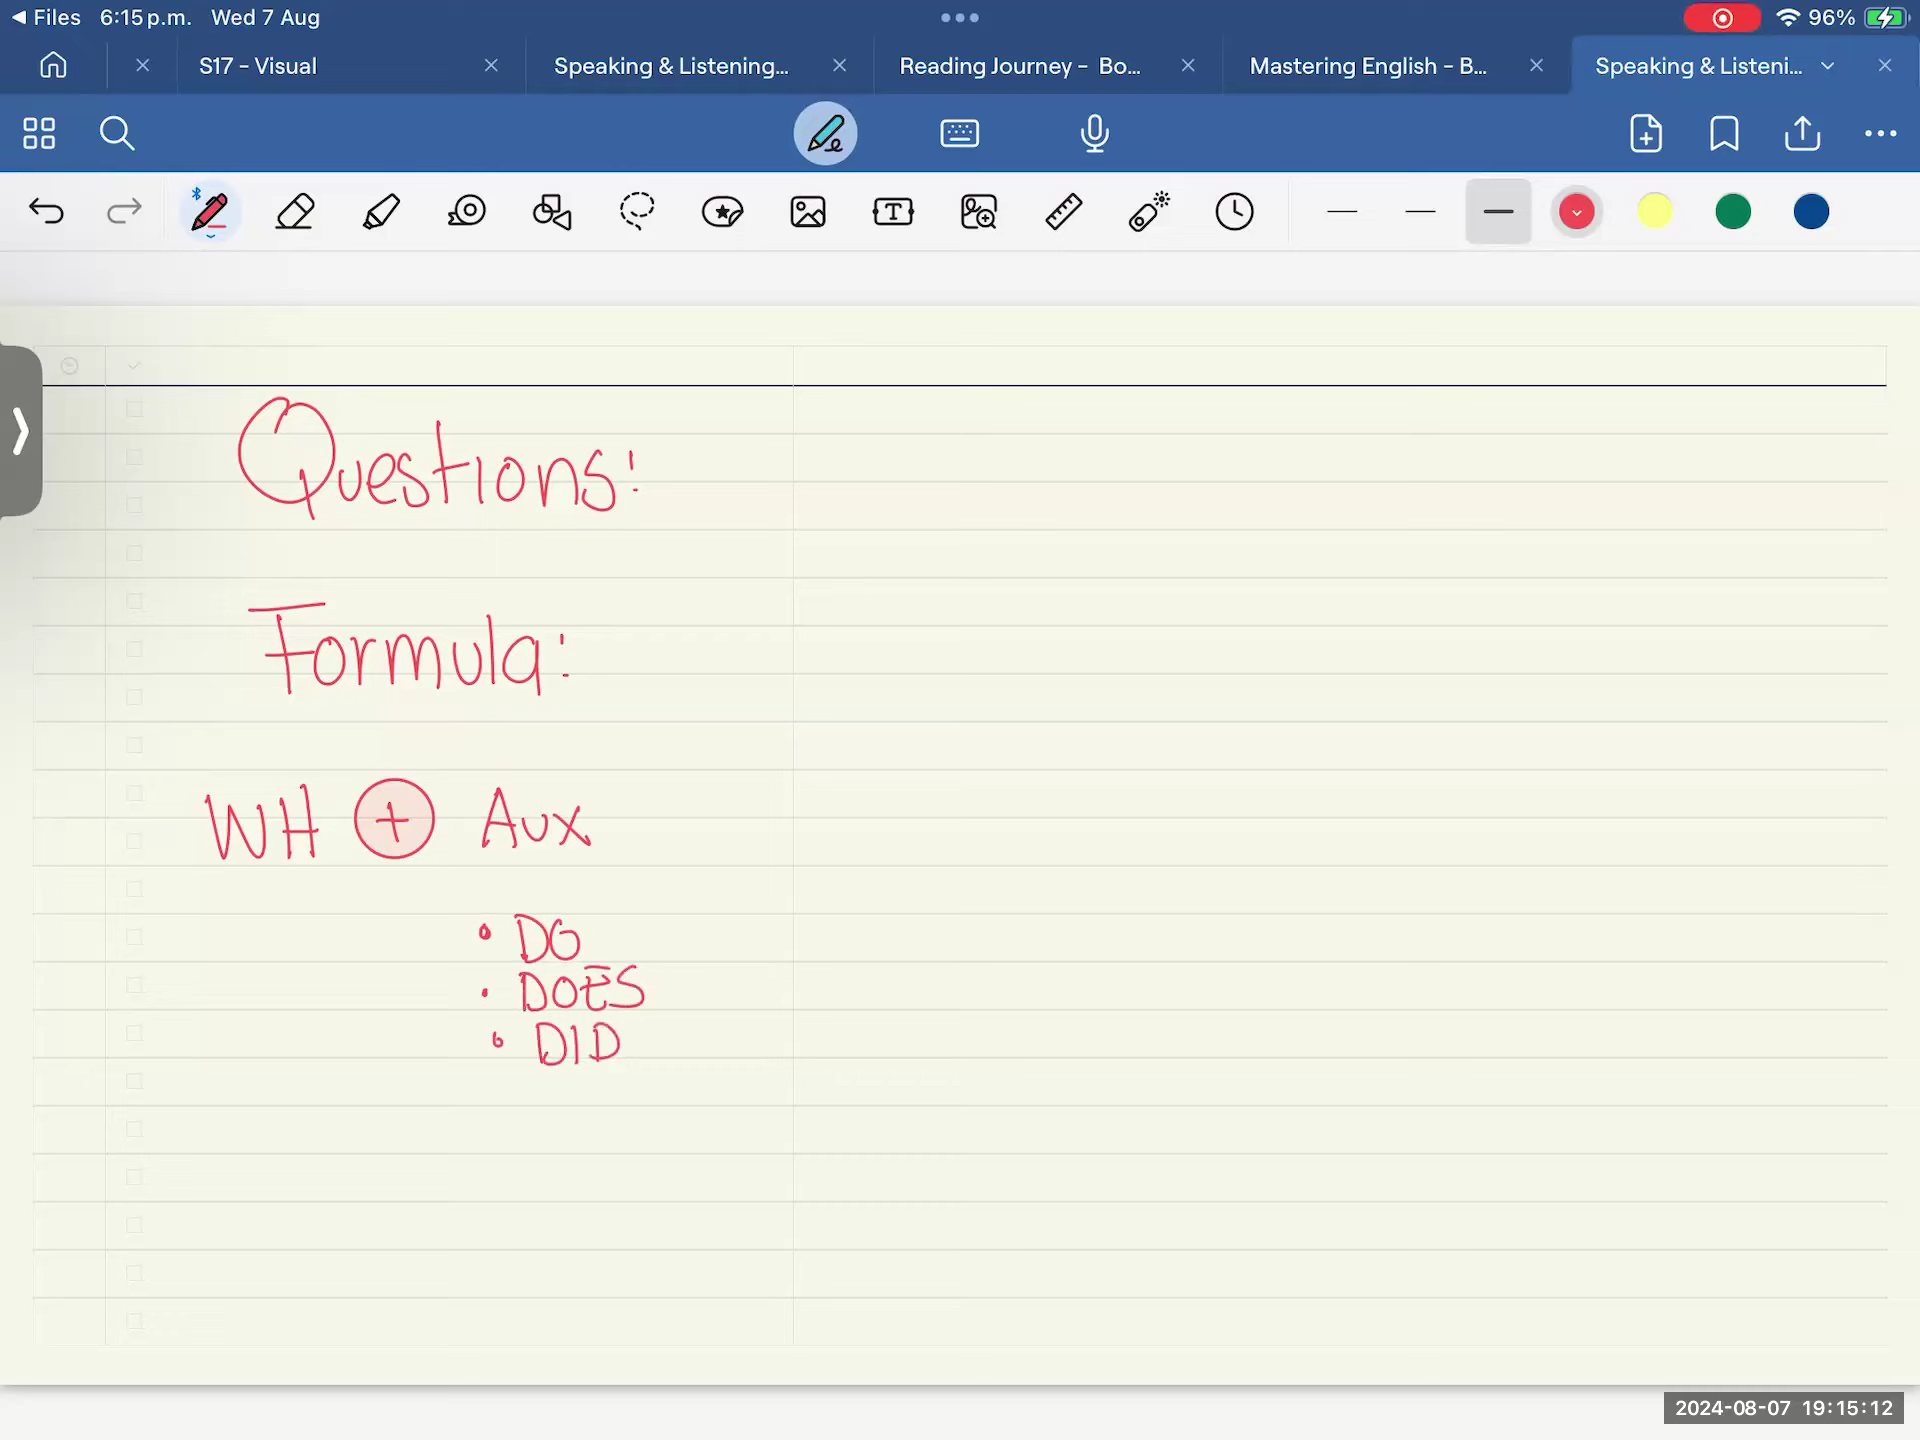 Files 6:15 p.m. Wed 7 Aug 96%
S17 - Visual Speaking & Listening... Reading Journey - Bo... Mastering English - B... Speaking & Listeni...
Questions:
Formula:
WH + Aux
• DO
• DOES
• DID
2024-08-07 19:15:12